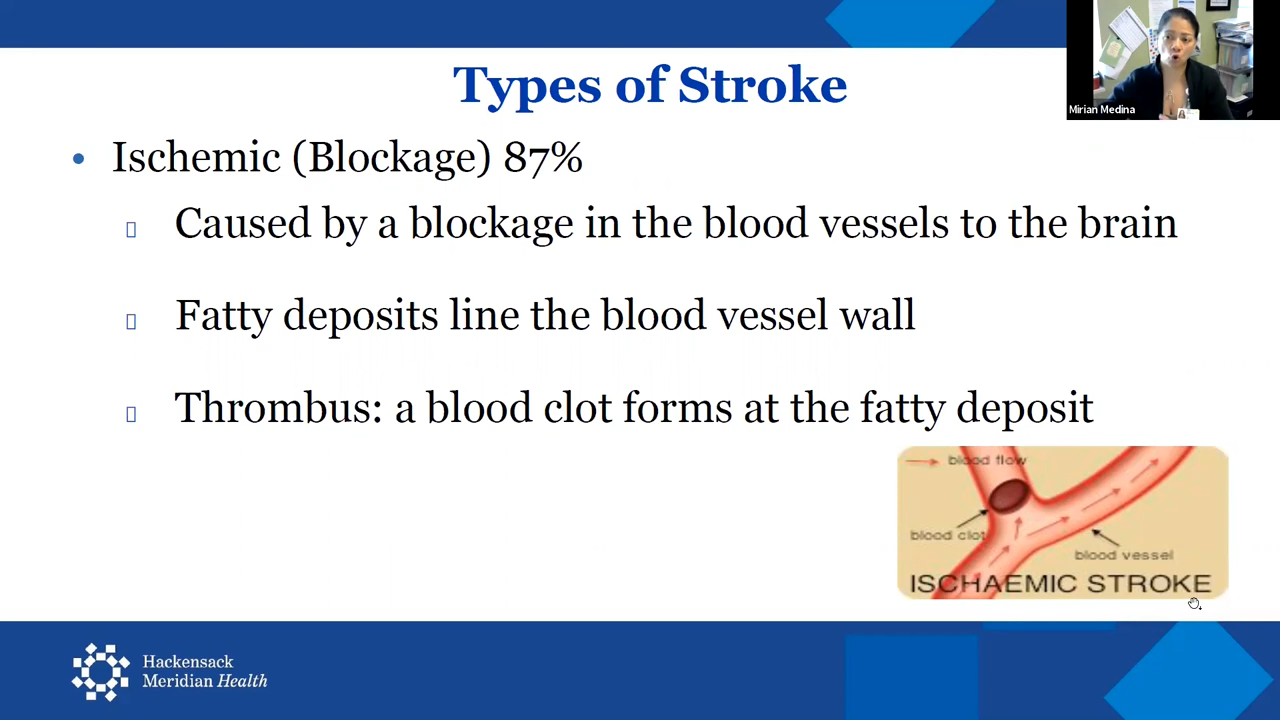 Types of Stroke
Mirian Medina
Ischemic (Blockage) 87%
Caused by a blockage in the blood vessels to the brain
Fatty deposits line the blood vessel wall
Thrombus: a blood clot forms at the fatty deposit
blood flow
blood clot
blood vessel
ISCHAEMIC STROKE
Hackensack
Meridian Health